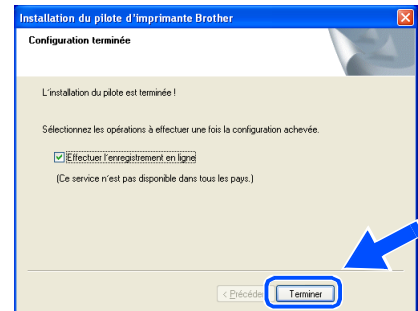 Installation du pilote d'imprimante Brother
Configuration terminée
L'installation du pilote est terminée !
Sélectionnez les opérations à effectuer une fois la configuration achevée.
Effectuer l'enregistrement en ligne
(Ce service n'est pas disponible dans tous les pays.)
< Précéde Terminer